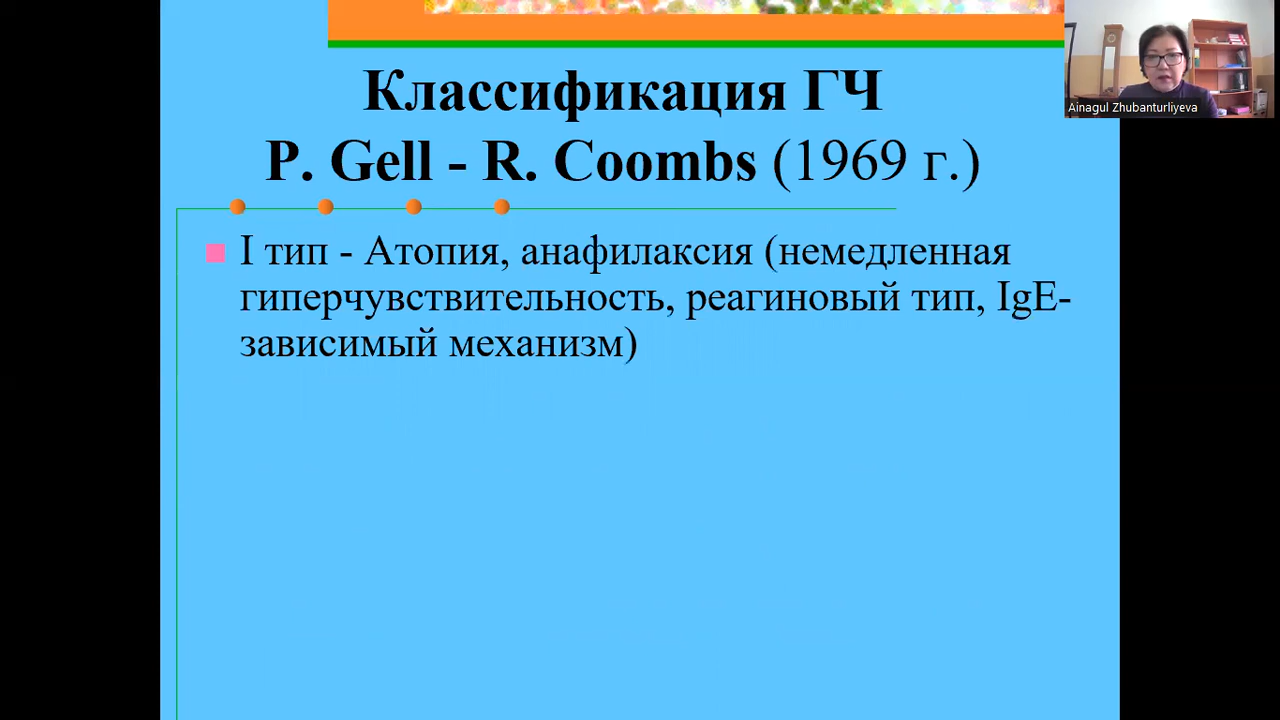 Классификация ГЧ
P. Gell - R. Coombs (1969 г.)
I тип - Атопия, анафилаксия (немедленная
гиперчувствительность, реагиновый тип, IgE-
зависимый механизм)
Ainagul Zhubanturliyeva